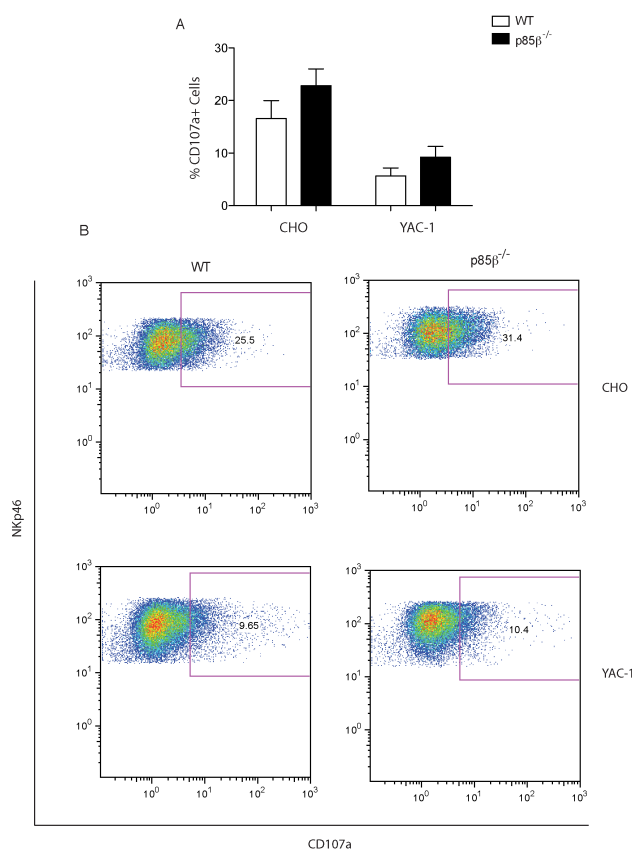 A
WT
p85β-/-
30
20
10
0
% CD107a+ Cells
CHO
YAC-1
B
WT
p85β-/-
10³
10²
10¹
10⁰
25.5
10⁰ 10¹ 10² 10³
10³
10²
10¹
10⁰
31.4
10⁰ 10¹ 10² 10³
CHO
NKp46
10³
10²
10¹
10⁰
9.65
10⁰ 10¹ 10² 10³
10³
10²
10¹
10⁰
10.4
10⁰ 10¹ 10² 10³
YAC-1
CD107a